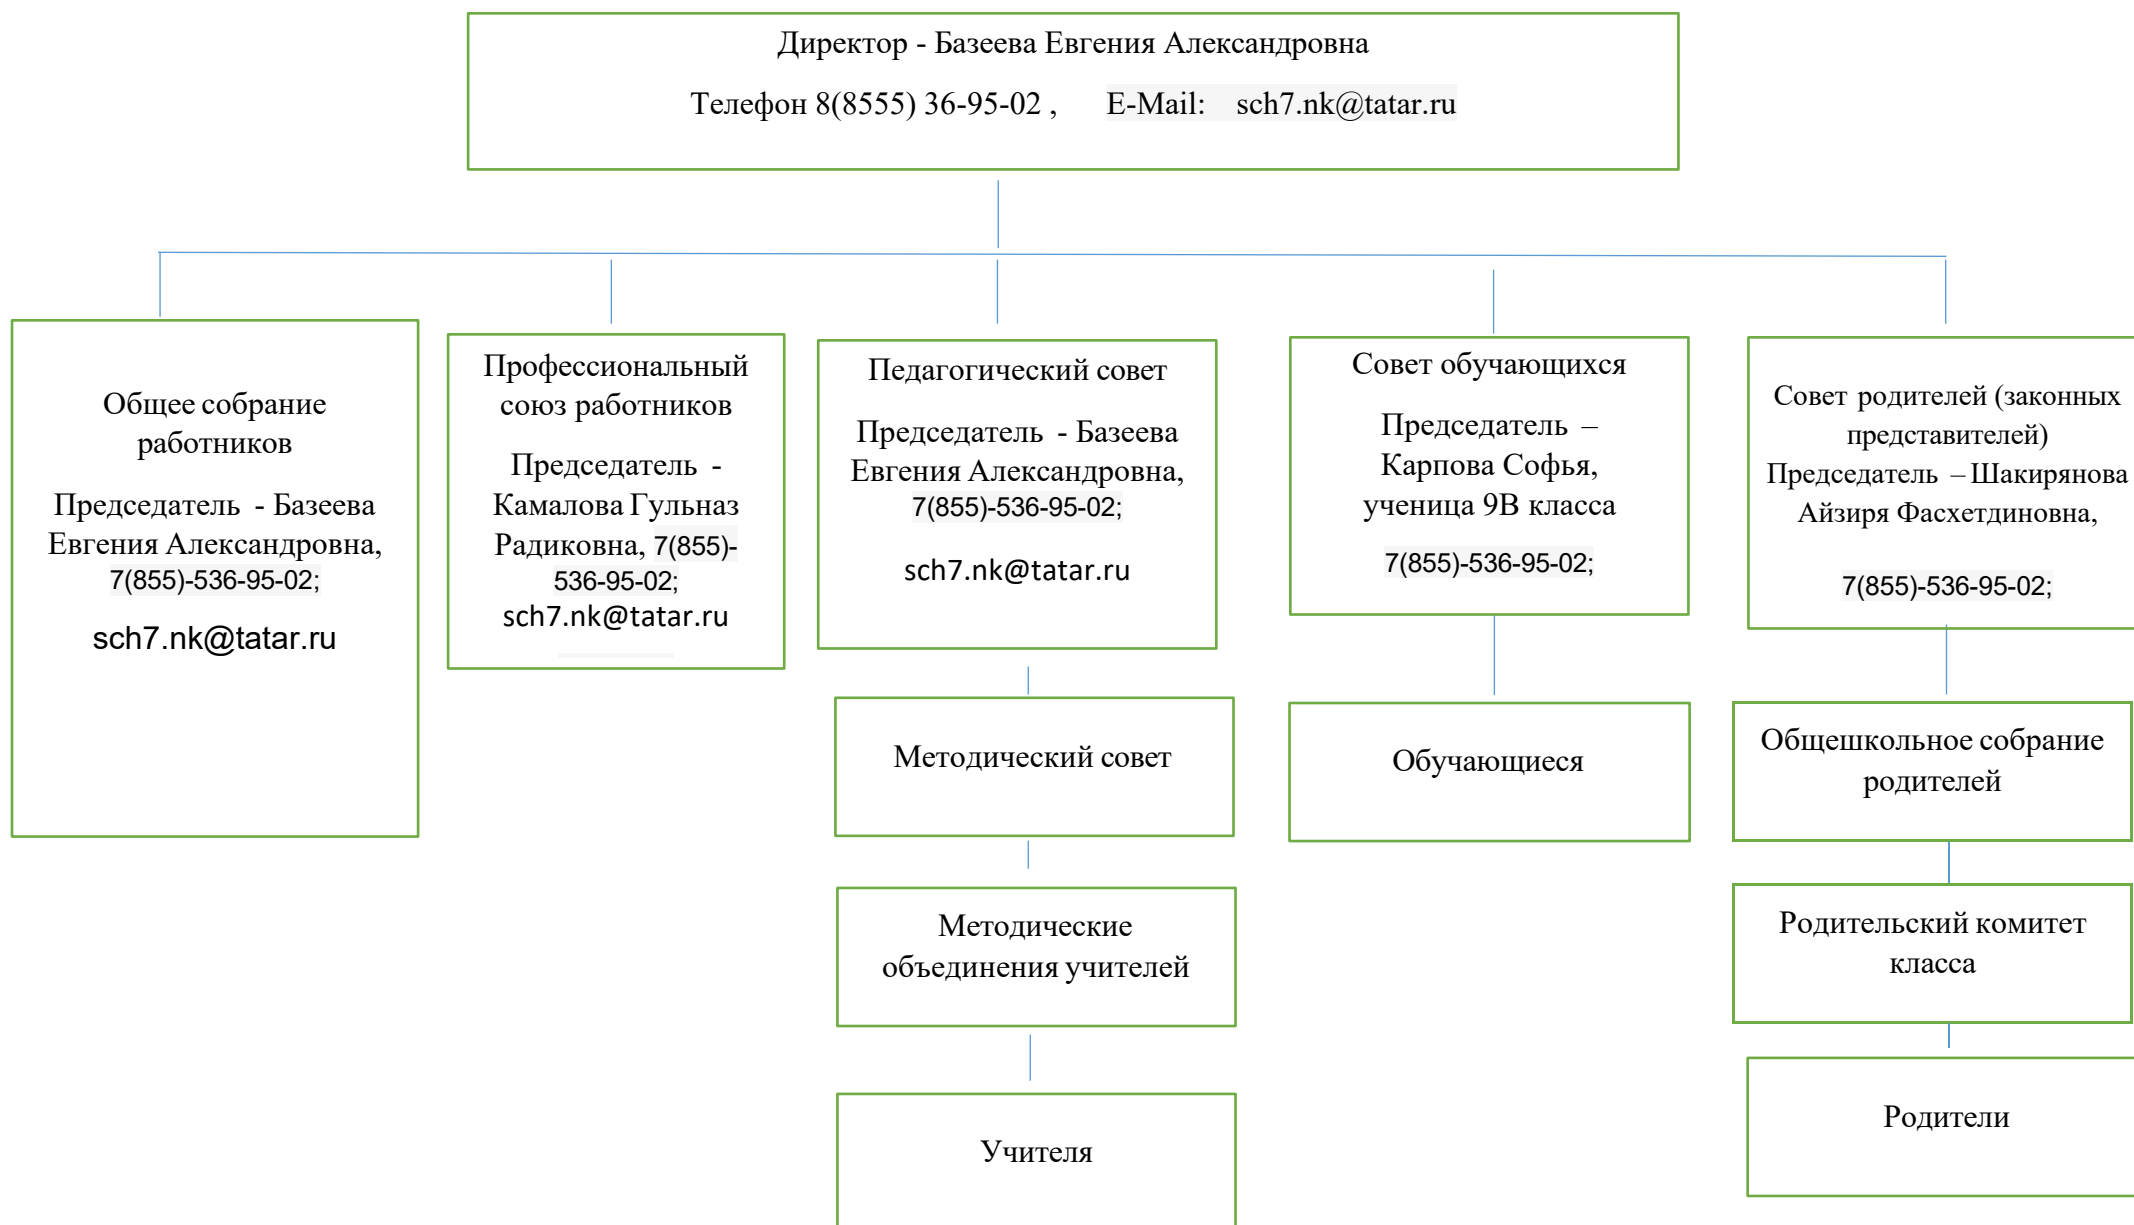 Директор - Базеева Евгения Александровна
Телефон 8(8555) 36-95-02 , E-Mail: sch7.nk@tatar.ru
Общее собрание
работников
Председатель - Базеева
Евгения Александровна,
7(855)-536-95-02;
sch7.nk@tatar.ru
Профессиональный
союз работников
Председатель -
Камалова Гульназ
Радиковна, 7(855)-
536-95-02;
sch7.nk@tatar.ru
Педагогический совет
Председатель - Базеева
Евгения Александровна,
7(855)-536-95-02;
sch7.nk@tatar.ru
Совет обучающихся
Председатель –
Карпова Софья,
ученица 9В класса
7(855)-536-95-02;
Совет родителей (законных
представителей)
Председатель – Шакирянова
Айзиря Фасхетдиновна,
7(855)-536-95-02;
Методический совет
Обучающиеся
Общешкольное собрание
родителей
Методические
объединения учителей
Родительский комитет
класса
Учителя
Родители